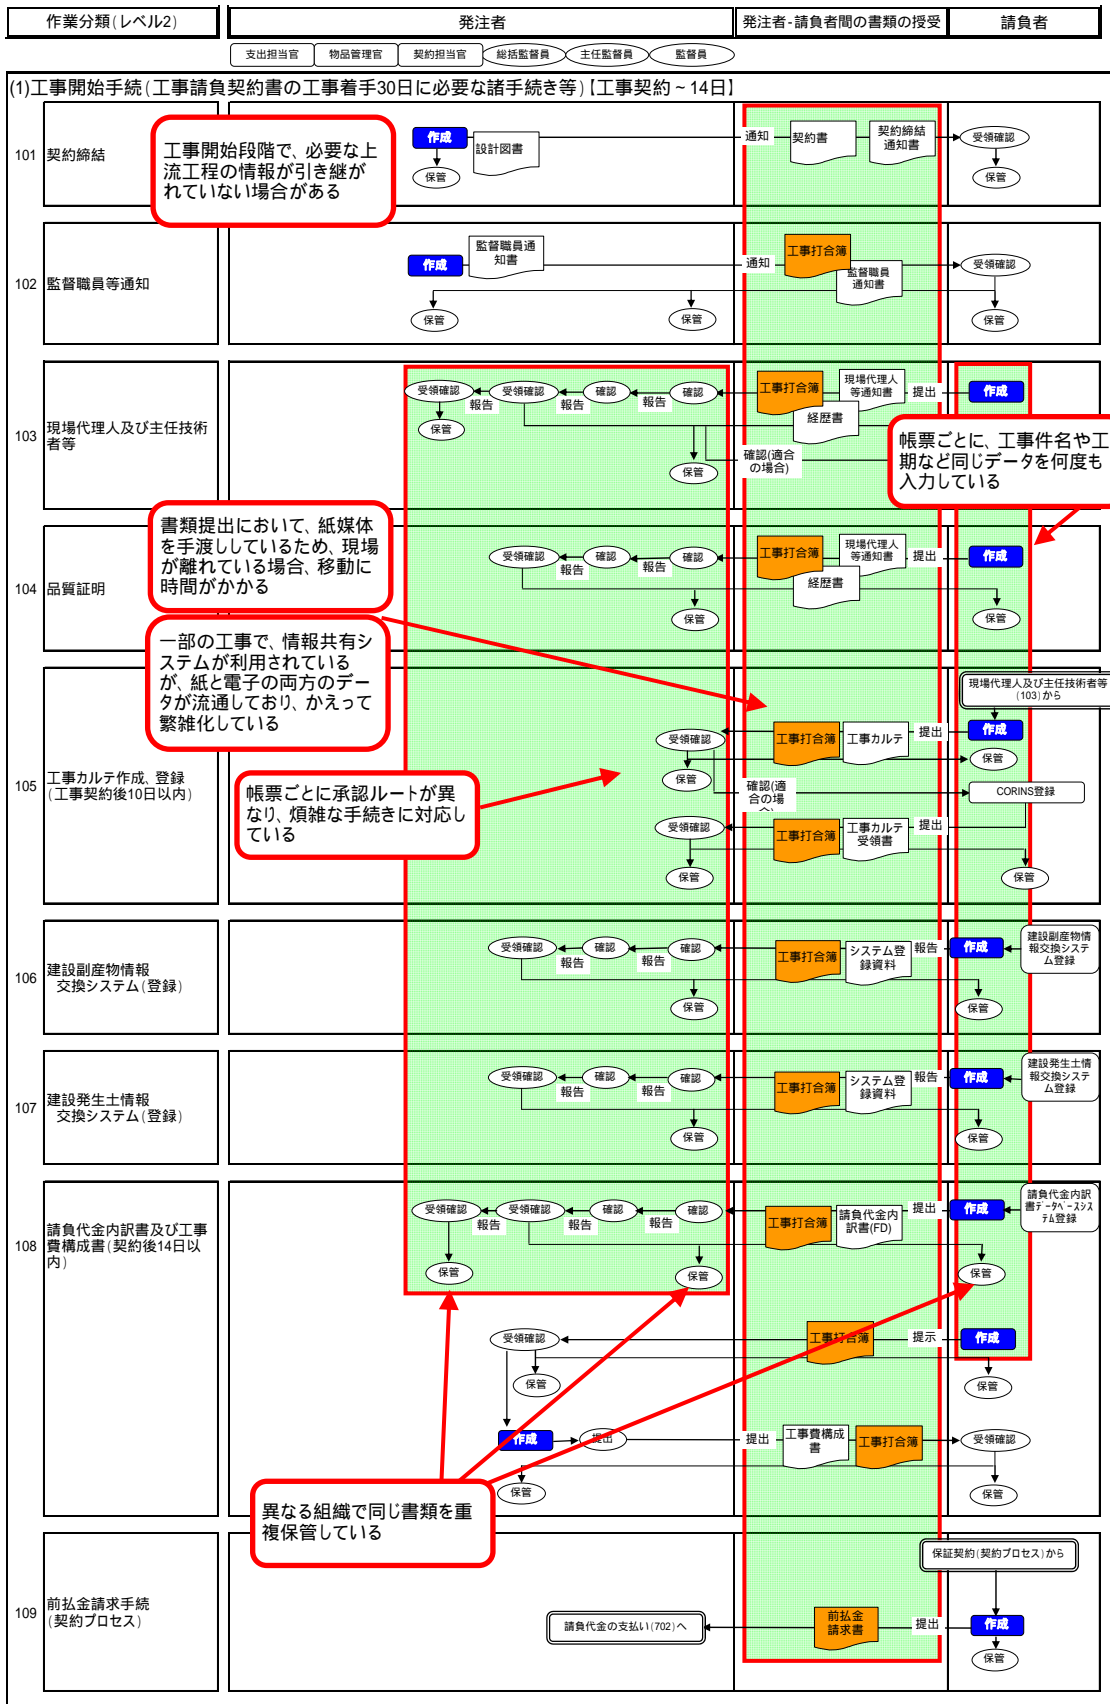 作業分類(レベル2)
発注者
発注者-請負者間の書類の授受
請負者
支出担当官
物品管理官
契約担当官
総括監督員
主任監督員
監督員
(1)工事開始手続(工事請負契約書の工事着手30日に必要な諸手続き等)【工事契約~14日】
101
契約締結
工事開始段階で、必要な上
流工程の情報が引き継が
れていない場合がある
作成
設計図書
保管
通知
契約書
契約締結
通知書
受領確認
保管
102
監督職員等通知
作成
監督職員通
知書
保管
保管
通知
工事打合簿
監督職員
通知書
受領確認
保管
103
現場代理人及び主任技術
者等
受領確認
報告
受領確認
報告
確認
報告
確認
保管
保管
工事打合簿
現場代理人
等通知書
経歴書
提出
作成
確認(適合
の場合)
帳票ごとに、工事件名や工
期など同じデータを何度も
入力している
104
品質証明
書類提出において、紙媒体
を手渡ししているため、現場
が離れている場合、移動に
時間がかかる
受領確認
報告
確認
報告
確認
保管
工事打合簿
現場代理人
等通知書
経歴書
提出
作成
保管
一部の工事で、情報共有シ
ステムが利用されている
が、紙と電子の両方のデー
タが流通しており、かえって
繁雑化している
105
工事カルテ作成、登録
(工事契約後10日以内)
現場代理人及び主任技術者等
(103)から
受領確認
保管
工事打合簿
工事カルテ
提出
作成
保管
確認(適
合の場
合)
CORINS登録
帳票ごとに承認ルートが異
なり、煩雑な手続きに対応し
ている
受領確認
保管
工事打合簿
工事カルテ
受領書
提出
保管
106
建設副産物情報
交換システム(登録)
受領確認
報告
確認
報告
確認
保管
工事打合簿
システム登
録資料
報告
作成
建設副産物情
報交換システ
ム登録
保管
107
建設発生土情報
交換システム(登録)
受領確認
報告
確認
報告
確認
保管
工事打合簿
システム登
録資料
報告
作成
建設発生土情
報交換システ
ム登録
保管
108
請負代金内訳書及び工事
費構成書(契約後14日以
内)
受領確認
報告
受領確認
報告
確認
報告
確認
保管
保管
工事打合簿
請負代金内
訳書(FD)
提出
作成
請負代金内訳
書データベースシス
テム登録
保管
受領確認
保管
工事打合簿
提示
作成
保管
作成
提出
保管
提出
工事費構成
書
工事打合簿
受領確認
保管
異なる組織で同じ書類を重
複保管している
109
前払金請求手続
(契約プロセス)
保証契約(契約プロセス)から
請負代金の支払い(702)へ
前払金
請求書
提出
作成
保管